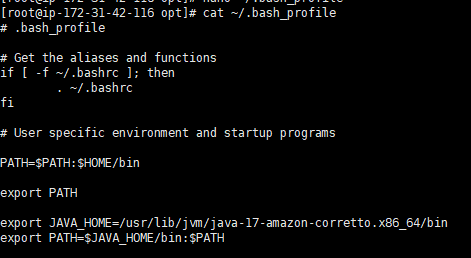 [root@ip-172-31-42-116 opt]# nano ~/.bash_profile
[root@ip-172-31-42-116 opt]# cat ~/.bash_profile
# .bash_profile
# Get the aliases and functions
if [ -f ~/.bashrc ]; then
        . ~/.bashrc
fi
# User specific environment and startup programs
PATH=$PATH:$HOME/bin
export PATH
export JAVA_HOME=/usr/lib/jvm/java-17-amazon-corretto.x86_64/bin
export PATH=$JAVA_HOME/bin:$PATH